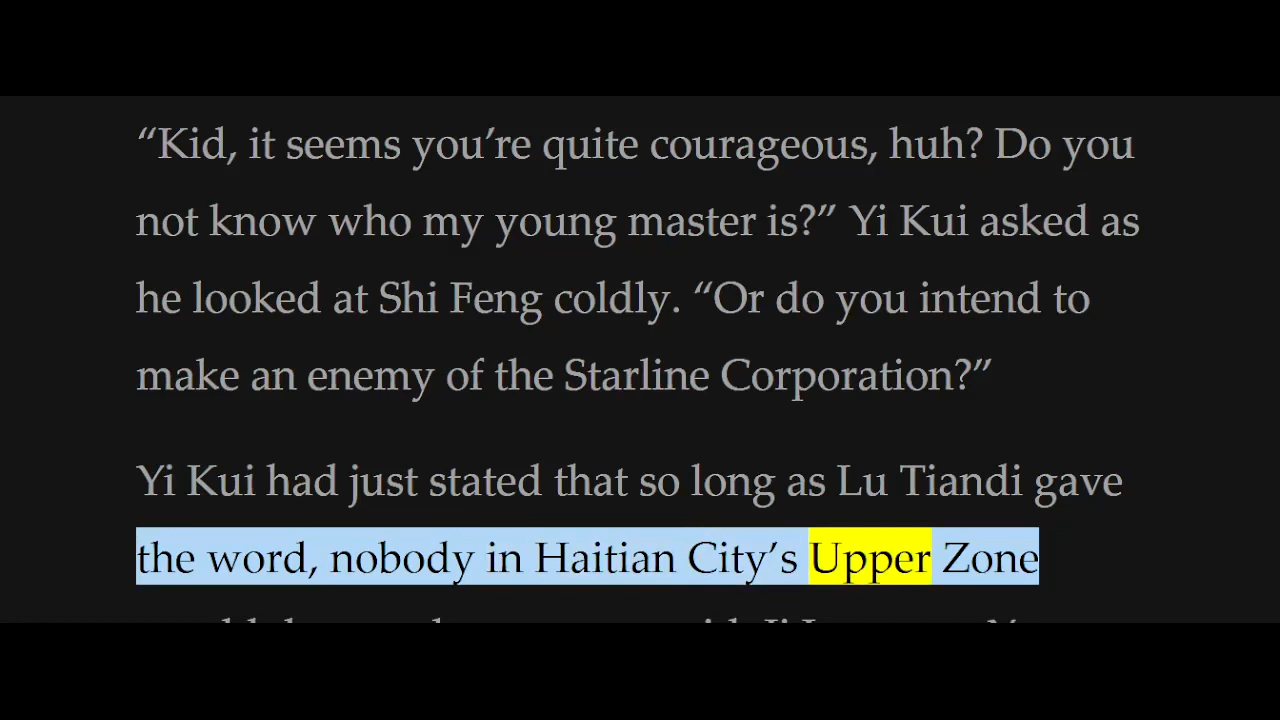 “Kid, it seems you’re quite courageous, huh? Do you
not know who my young master is?” Yi Kui asked as
he looked at Shi Feng coldly. “Or do you intend to
make an enemy of the Starline Corporation?”
Yi Kui had just stated that so long as Lu Tiandi gave
the word, nobody in Haitian City’s Upper Zone